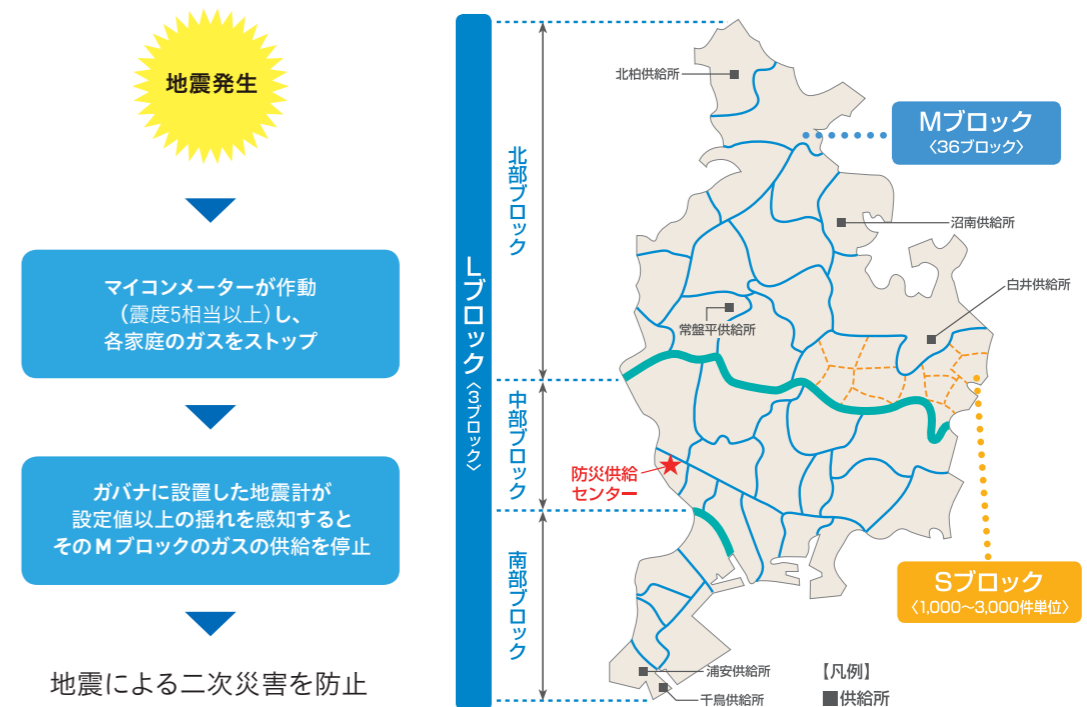 地震発生
マイコンメーターが作動
（震度5相当以上）し、
各家庭のガスをストップ
ガバナに設置した地震計が
設定値以上の揺れを感知すると
そのMブロックのガスの供給を停止
地震による二次災害を防止
Lブロック〈3ブロック〉
北部ブロック
中部ブロック
南部ブロック
北柏供給所
Mブロック
〈36ブロック〉
沼南供給所
白井供給所
常盤平供給所
防災供給
センター
Sブロック
〈1,000～3,000件単位〉
浦安供給所
千鳥供給所
【凡例】
■供給所